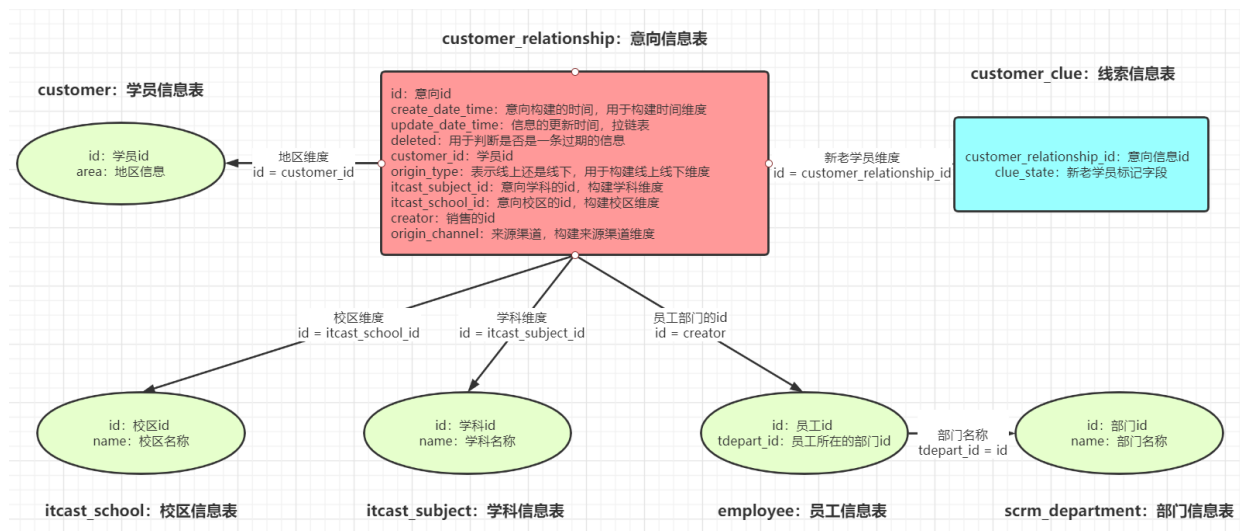 customer_relationship：意向信息表
customer：学员信息表
customer_clue：线索信息表
id：学员id
area：地区信息
地区维度
id = customer_id
id：意向id
create_date_time：意向构建的时间，用于构建时间维度
update_date_time：信息的更新时间，拉链表
deleted：用于判断是否是一条过期的信息
customer_id：学员id
origin_type：表示线上还是线下，用于构建线上线下维度
itcast_subject_id：意向学科的id，构建学科维度
itcast_school_id：意向校区的id，构建校区维度
creator：销售的id
origin_channel：来源渠道，构建来源渠道维度
新老学员维度
id = customer_relationship_id
customer_relationship_id：意向信息id
clue_state：新老学员标记字段
校区维度
id = itcast_school_id
学科维度
id = itcast_subject_id
员工部门的id
id = creator
id：校区id
name：校区名称
id：学科id
name：学科名称
id：员工id
tdepart_id：员工所在的部门id
部门名称
tdepart_id = id
id：部门id
name：部门名称
itcast_school：校区信息表
itcast_subject：学科信息表
employee：员工信息表
scrm_department：部门信息表